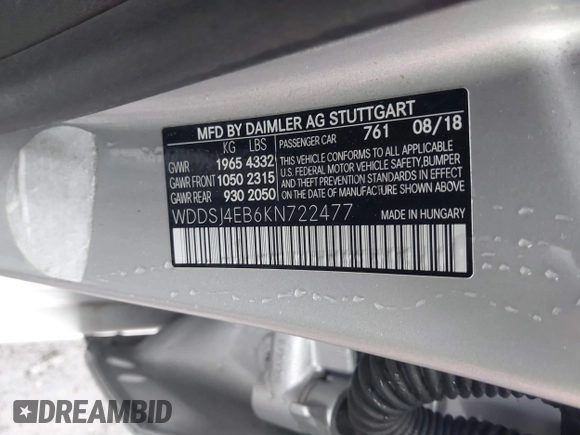 MFD BY DAIMLER AG STUTTGART
KG LBS PASSENGER CAR 761 08/18
GVWR 1965 4332 THIS VEHICLE CONFORMS TO ALL APPLICABLE
GAWR FRONT 1050 2315 U.S. FEDERAL MOTOR VEHICLE SAFETY,BUMPER
GAWR REAR 930 2050 AND THEFT PREVENTION STANDARDS IN EFFECT
ON THE DATE OF MANUFACTURE SHOWN ABOVE
WDDSJ4EB6KN722477 MADE IN HUNGARY
DREAMBID